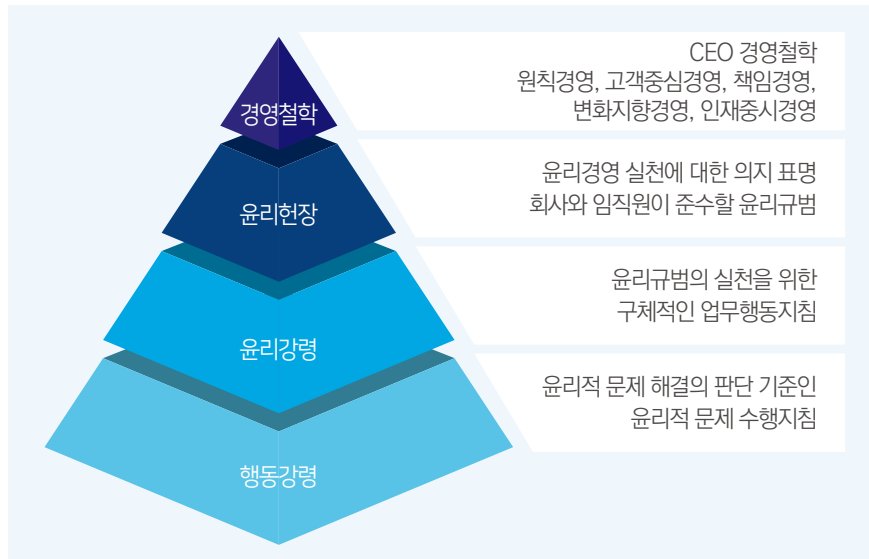 경영철학
CEO 경영철학
원칙경영, 고객중심경영, 책임경영,
변화지향경영, 인재중시경영
윤리헌장
윤리경영 실천에 대한 의지 표명
회사와 임직원이 준수할 윤리규범
윤리강령
윤리규범의 실천을 위한
구체적인 업무행동지침
행동강령
윤리적 문제 해결의 판단 기준인
윤리적 문제 수행지침